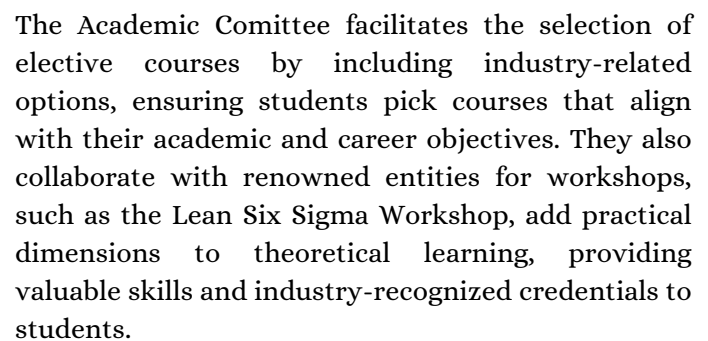 The Academic Comittee facilitates the selection of
elective courses by including industry-related
options, ensuring students pick courses that align
with their academic and career objectives. They also
collaborate with renowned entities for workshops,
such as the Lean Six Sigma Workshop, add practical
dimensions to theoretical learning, providing
valuable skills and industry-recognized credentials to
students.